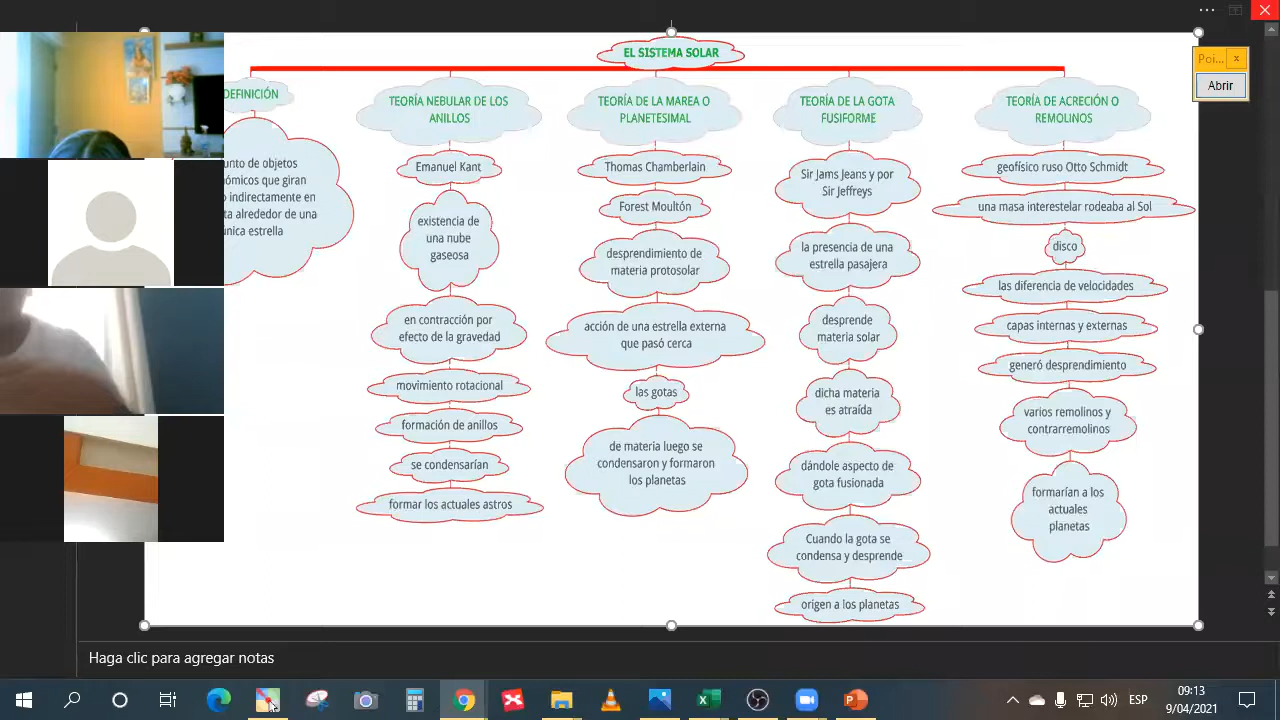 EL SISTEMA SOLAR
DEFINICIÓN
unto de objetos
nómicos que giran
o indirectamente en
ta alrededor de una
única estrella
TEORÍA NEBULAR DE LOS
ANILLOS
Emanuel Kant
existencia de
una nube
gaseosa
en contracción por
efecto de la gravedad
movimiento rotacional
formación de anillos
se condensarían
formar los actuales astros
TEORÍA DE LA MAREA O
PLANETESIMAL
Thomas Chamberlain
Forest Moultón
desprendimiento de
materia protosolar
acción de una estrella externa
que pasó cerca
las gotas
de materia luego se
condensaron y formaron
los planetas
TEORÍA DE LA GOTA
FUSIFORME
Sir Jams Jeans y por
Sir Jeffreys
la presencia de una
estrella pasajera
desprende
materia solar
dicha materia
es atraída
dándole aspecto de
gota fusionada
Cuando la gota se
condensa y desprende
origen a los planetas
TEORÍA DE ACRECIÓN O
REMOLINOS
geofísico ruso Otto Schmidt
una masa interestelar rodeaba al Sol
disco
las diferencia de velocidades
capas internas y externas
generó desprendimiento
varios remolinos y
contrarremolinos
formarían a los
actuales
planetas
Poi...
Abrir
Haga clic para agregar notas
ESP
09:13
9/04/2021